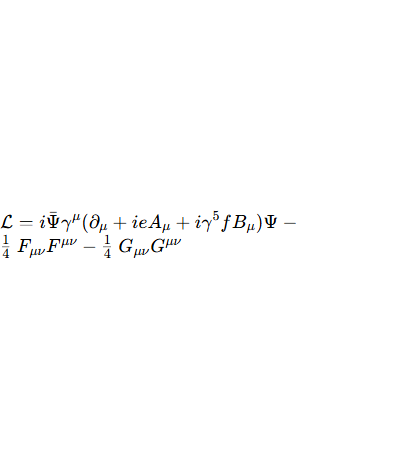 ℒ = iΨ̄γ^μ(∂_μ + ieA_μ + iγ^5 fB_μ)Ψ −
1/4 F_μν F^μν − 1/4 G_μν G^μν